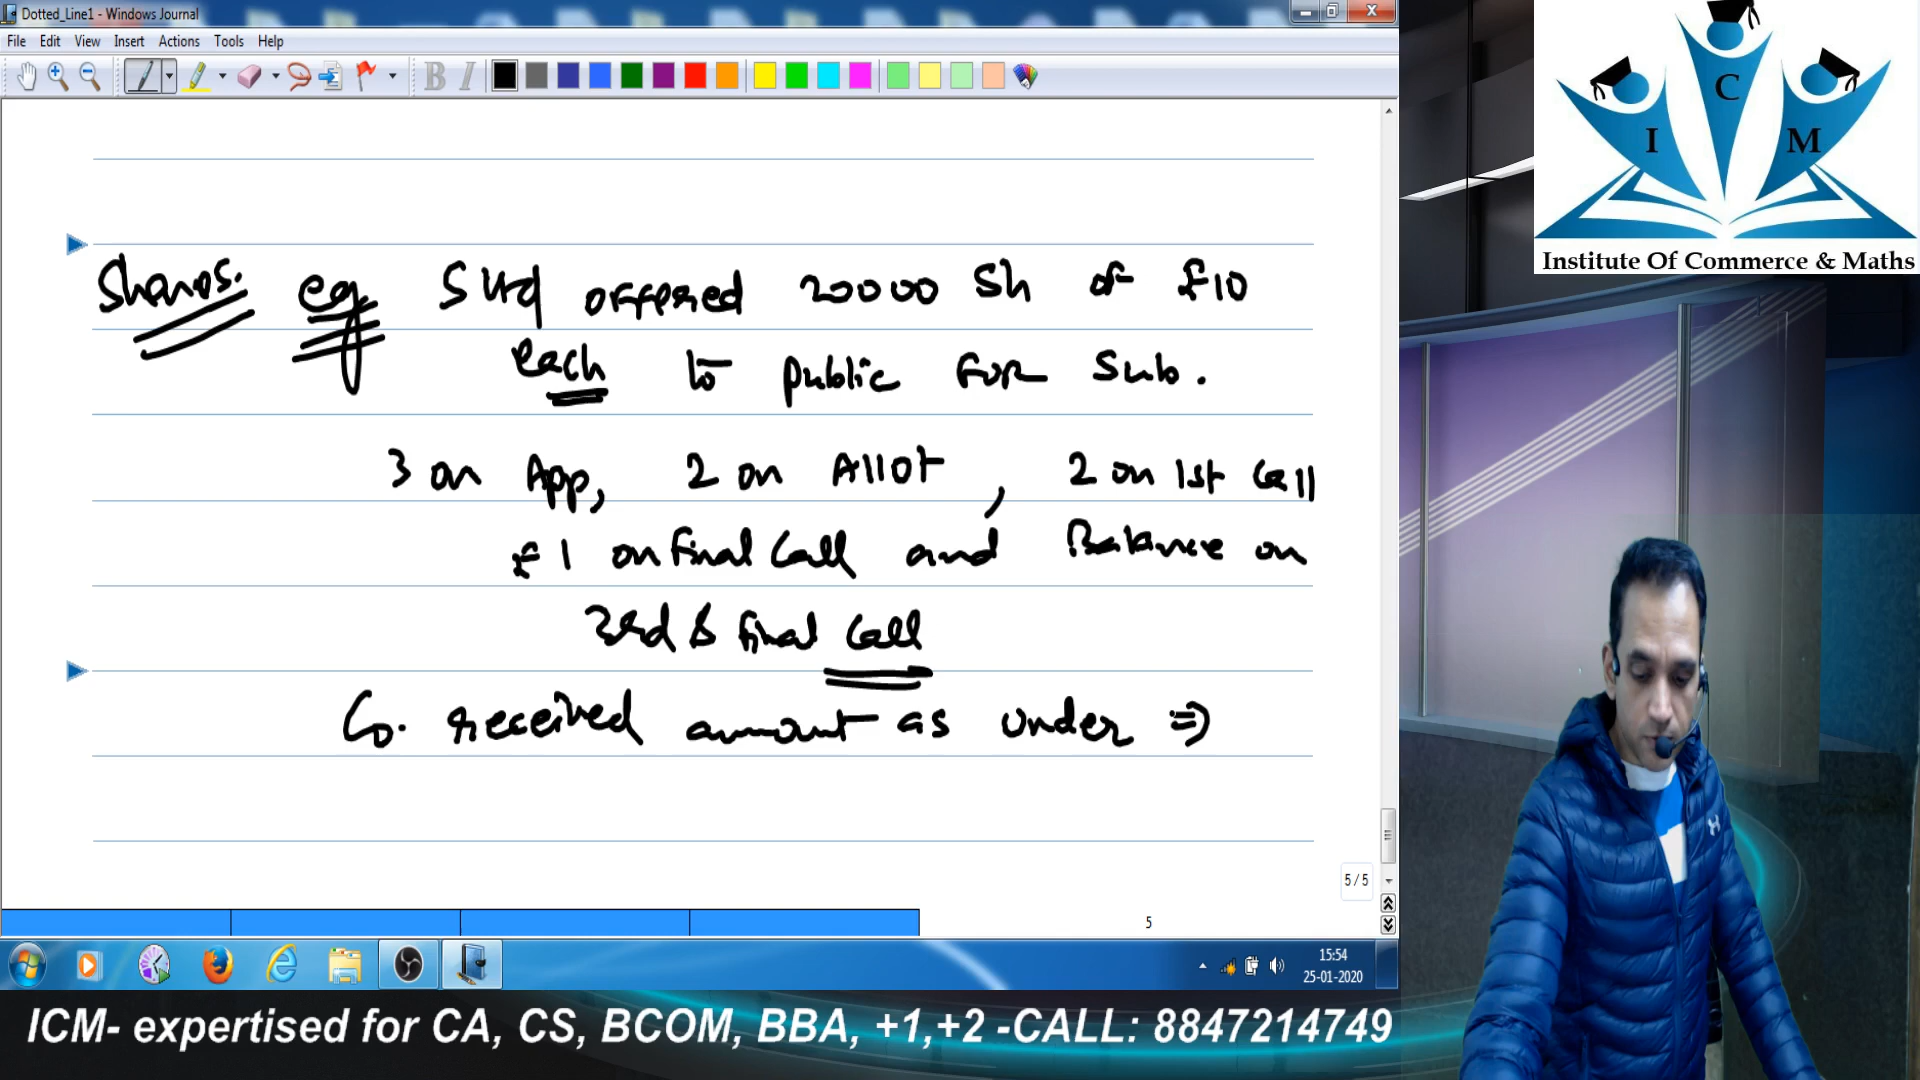 Dotted_Line1 - Windows Journal
File Edit View Insert Actions Tools Help
B I
I C M
Institute Of Commerce & Maths
Shares. eg S Ltd offered 20000 Sh of ₹10
each to public for Sub.
3 on App, 2 on Allot, 2 on 1st Call
₹1 on Final Call and Balance on
3rd & Final Call
Co. received amount as under ⇒
5/5
5
15:54
25-01-2020
ICM- expertised for CA, CS, BCOM, BBA, +1,+2 -CALL: 8847214749